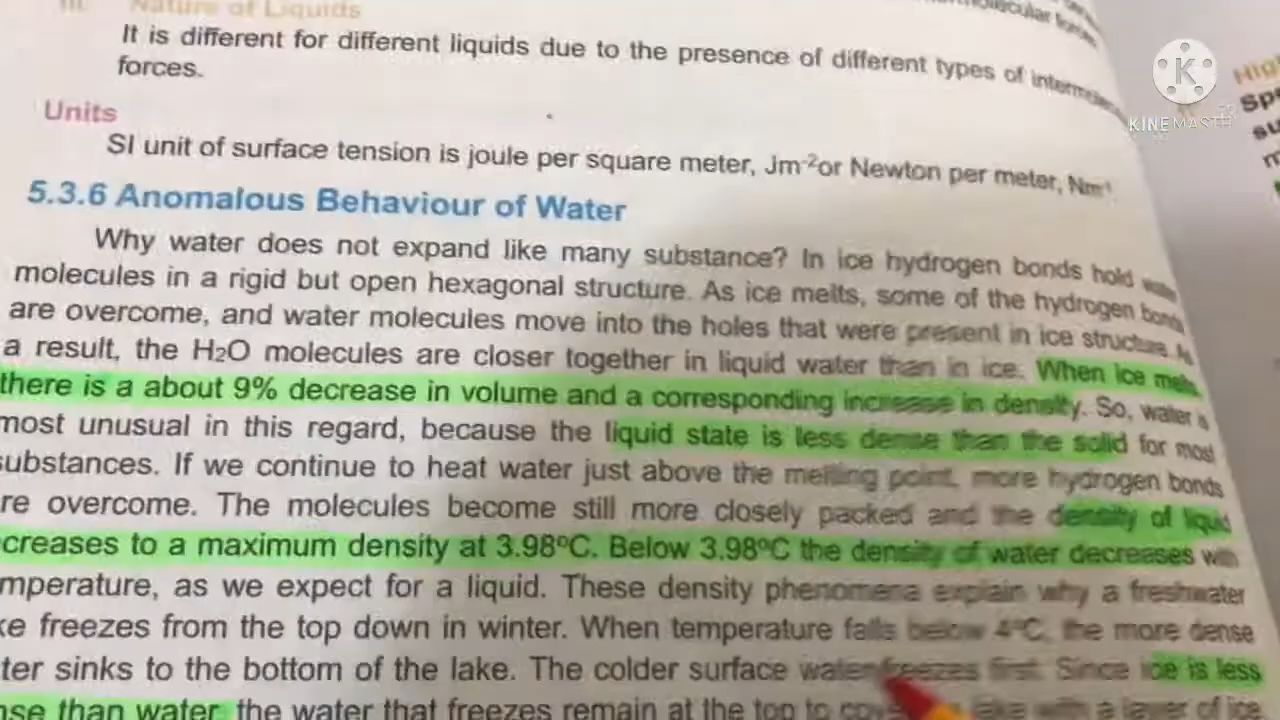 iii. Nature of Liquids
It is different for different liquids due to the presence of different types of
forces.
Units
SI unit of surface tension is joule per square meter, Jm⁻² or Newton per meter, Nm⁻¹
5.3.6 Anomalous Behaviour of Water
Why water does not expand like many substance? In ice hydrogen bonds hold water
molecules in a rigid but open hexagonal structure. As ice melts, some of the hydrogen bonds
are overcome, and water molecules move into the holes that were present in ice structure. As
a result, the H₂O molecules are closer together in liquid water than in ice. When ice melts
there is a about 9% decrease in volume and a corresponding increase in density. So, water is
most unusual in this regard, because the liquid state is less dense than the solid for most
substances. If we continue to heat water just above the melting point, more hydrogen bonds
re overcome. The molecules become still more closely packed and the density of liquid
creases to a maximum density at 3.98ºC. Below 3.98ºC the density of water decreases with
mperature, as we expect for a liquid. These density phenomena explain why a freshwater
ke freezes from the top down in winter. When temperature falls below 4ºC, the more dense
ter sinks to the bottom of the lake. The colder surface water freezes first. Since ice is less
nse than water, the water that freezes remain at the top to lake with a layer of ice
KINEMASTER